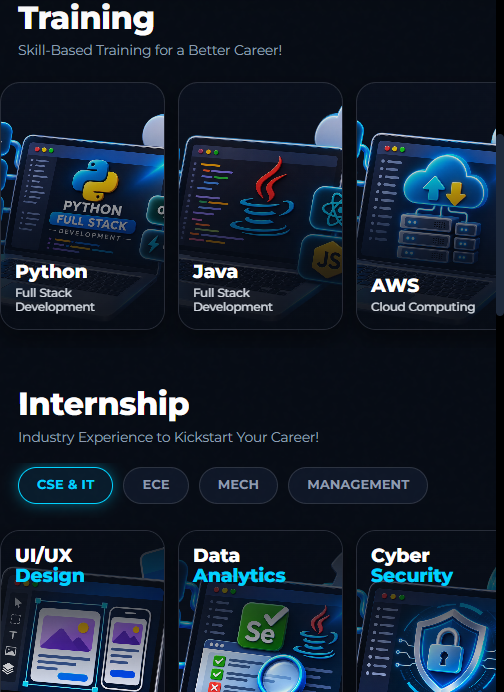 Training
Skill-Based Training for a Better Career!
PYTHON
FULL STACK
DEVELOPMENT
Python
Full Stack
Development
JS
Java
Full Stack
Development
AWS
Cloud Computing
Internship
Industry Experience to Kickstart Your Career!
CSE & IT
ECE
MECH
MANAGEMENT
UI/UX
Design
T
Data
Analytics
Se
Cyber
Security